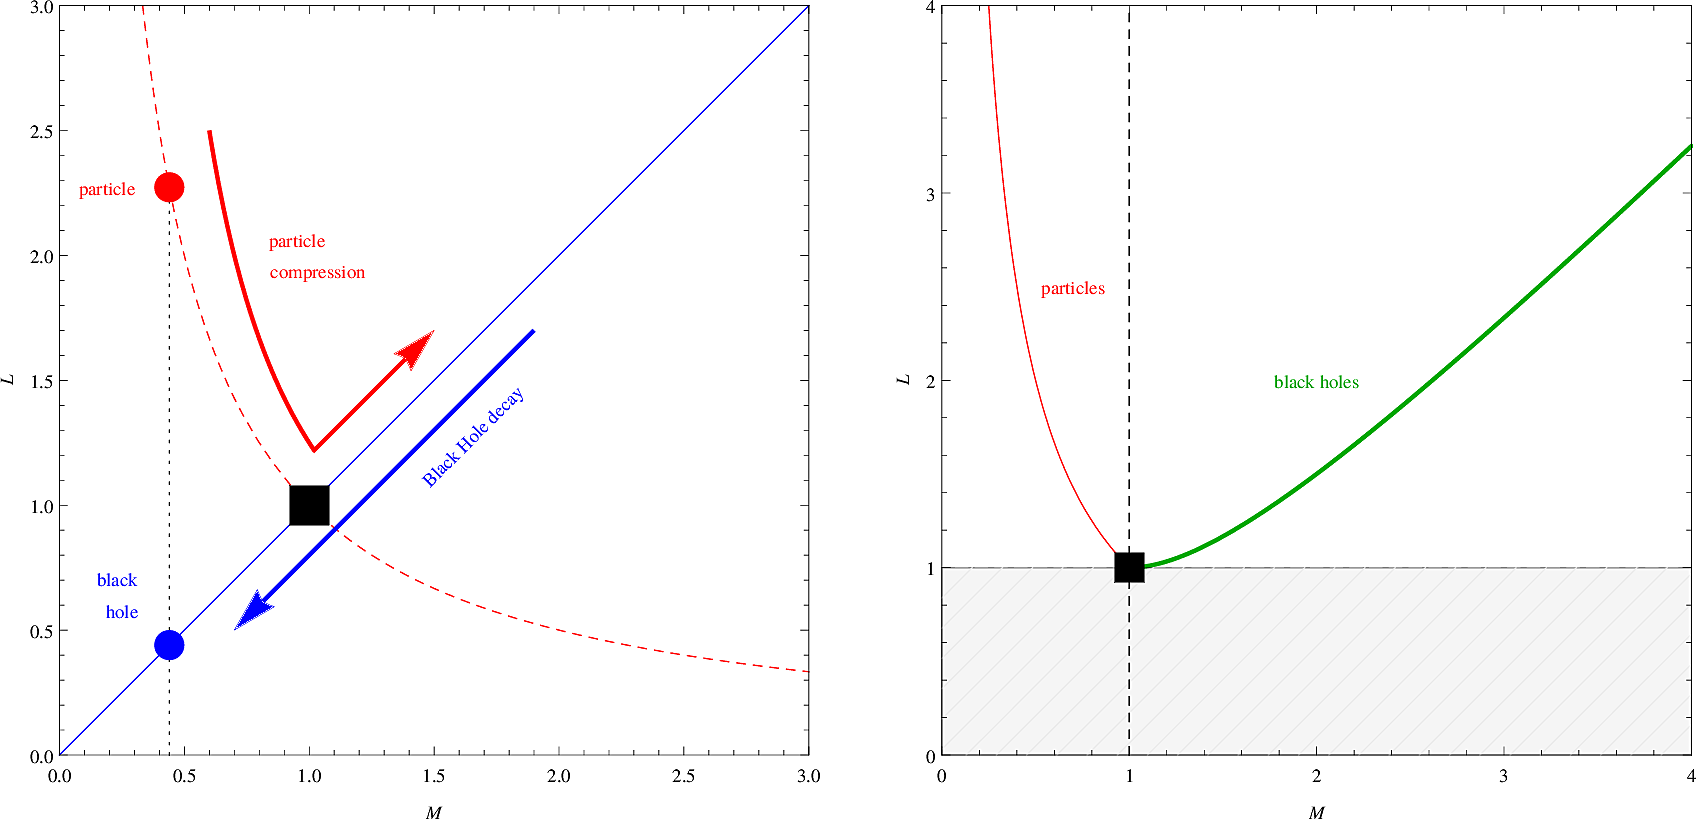 3.0
2.5
2.0
1.5
1.0
0.5
0.0
L
particle
particle
compression
Black Hole decay
black
hole
0.0 0.5 1.0 1.5 2.0 2.5 3.0
M
4
3
2
1
0
L
particles
black holes
0 1 2 3 4
M